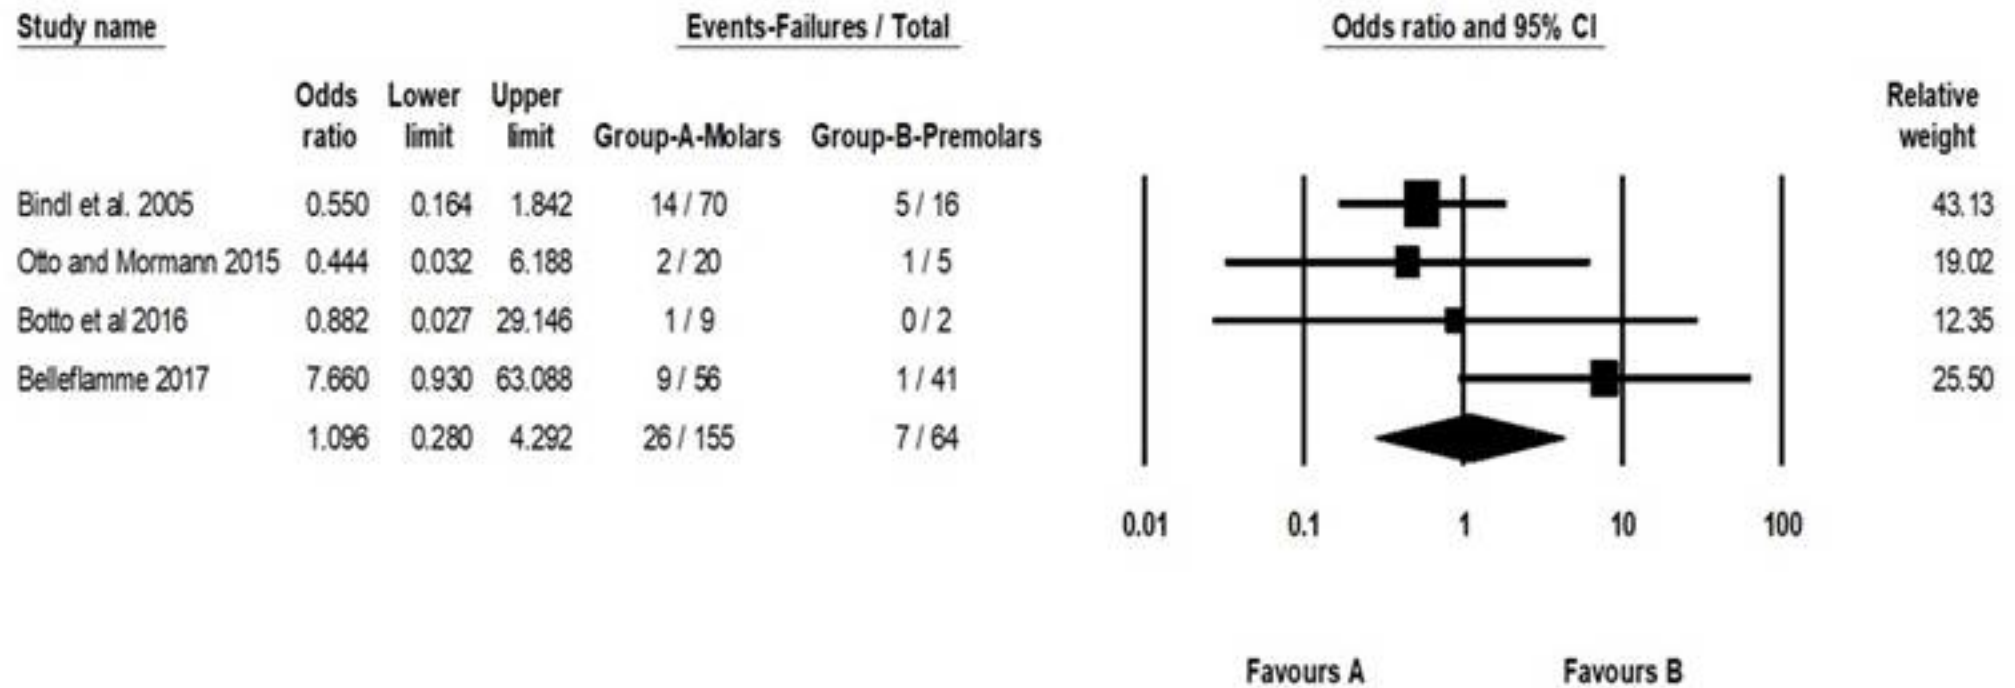 Study name Events-Failures / Total Odds ratio and 95% CI
Odds Lower Upper Relative
ratio limit limit Group-A-Molars Group-B-Premolars weight
Bindl et al. 2005 0.550 0.164 1.842 14 / 70 5 / 16 43.13
Otto and Mormann 2015 0.444 0.032 6.188 2 / 20 1 / 5 19.02
Botto et al 2016 0.882 0.027 29.146 1 / 9 0 / 2 12.35
Belleflamme 2017 7.660 0.930 63.088 9 / 56 1 / 41 25.50
1.096 0.280 4.292 26 / 155 7 / 64
0.01 0.1 1 10 100
Favours A Favours B